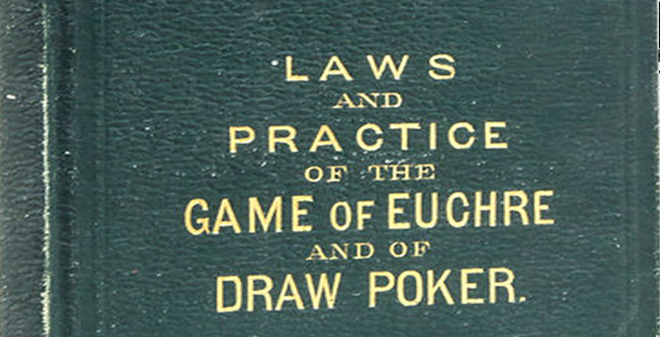 LAWS
AND
PRACTICE
OF THE
GAME OF EUCHRE
AND OF
DRAW POKER.